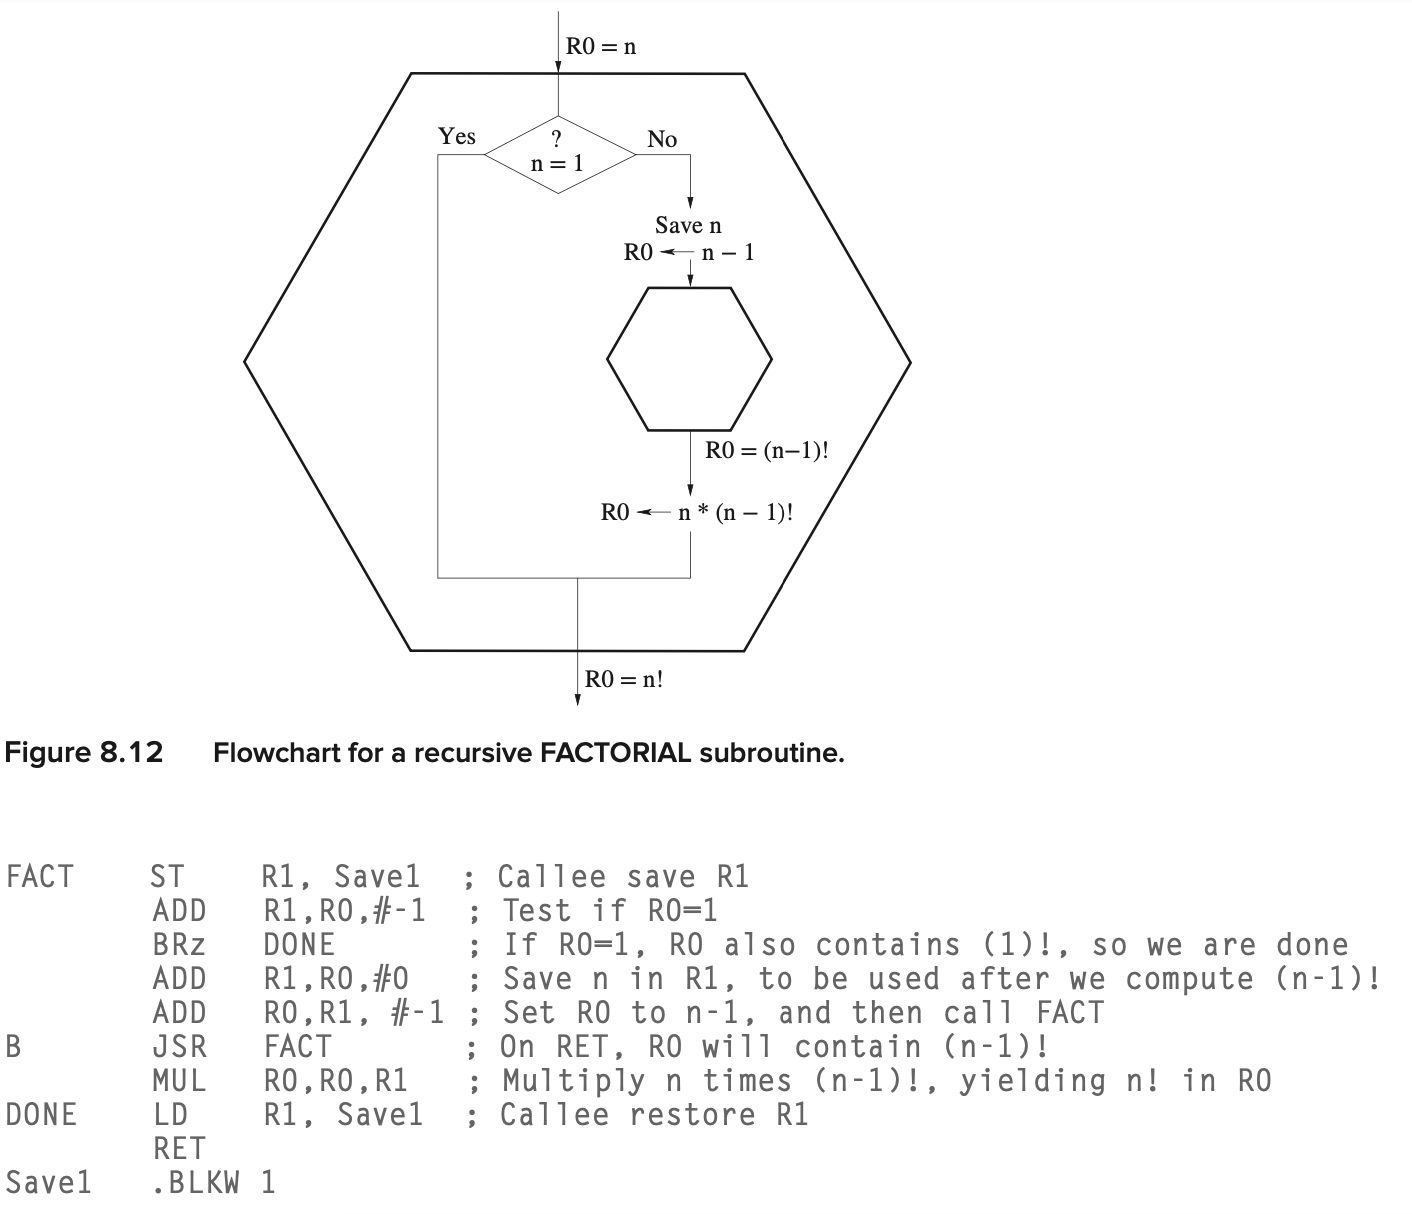 R0 = n
Yes
?
No
n = 1
Save n
R0 ← n − 1
R0 = (n−1)!
R0 ← n * (n − 1)!
R0 = n!
Figure 8.12 Flowchart for a recursive FACTORIAL subroutine.
FACT ST R1, Save1 ; Callee save R1
ADD R1,R0,#-1 ; Test if R0=1
BRz DONE ; If R0=1, R0 also contains (1)!, so we are done
ADD R1,R0,#0 ; Save n in R1, to be used after we compute (n-1)!
ADD R0,R1, #-1 ; Set R0 to n-1, and then call FACT
B JSR FACT ; On RET, R0 will contain (n-1)!
MUL R0,R0,R1 ; Multiply n times (n-1)!, yielding n! in R0
DONE LD R1, Save1 ; Callee restore R1
RET
Save1 .BLKW 1